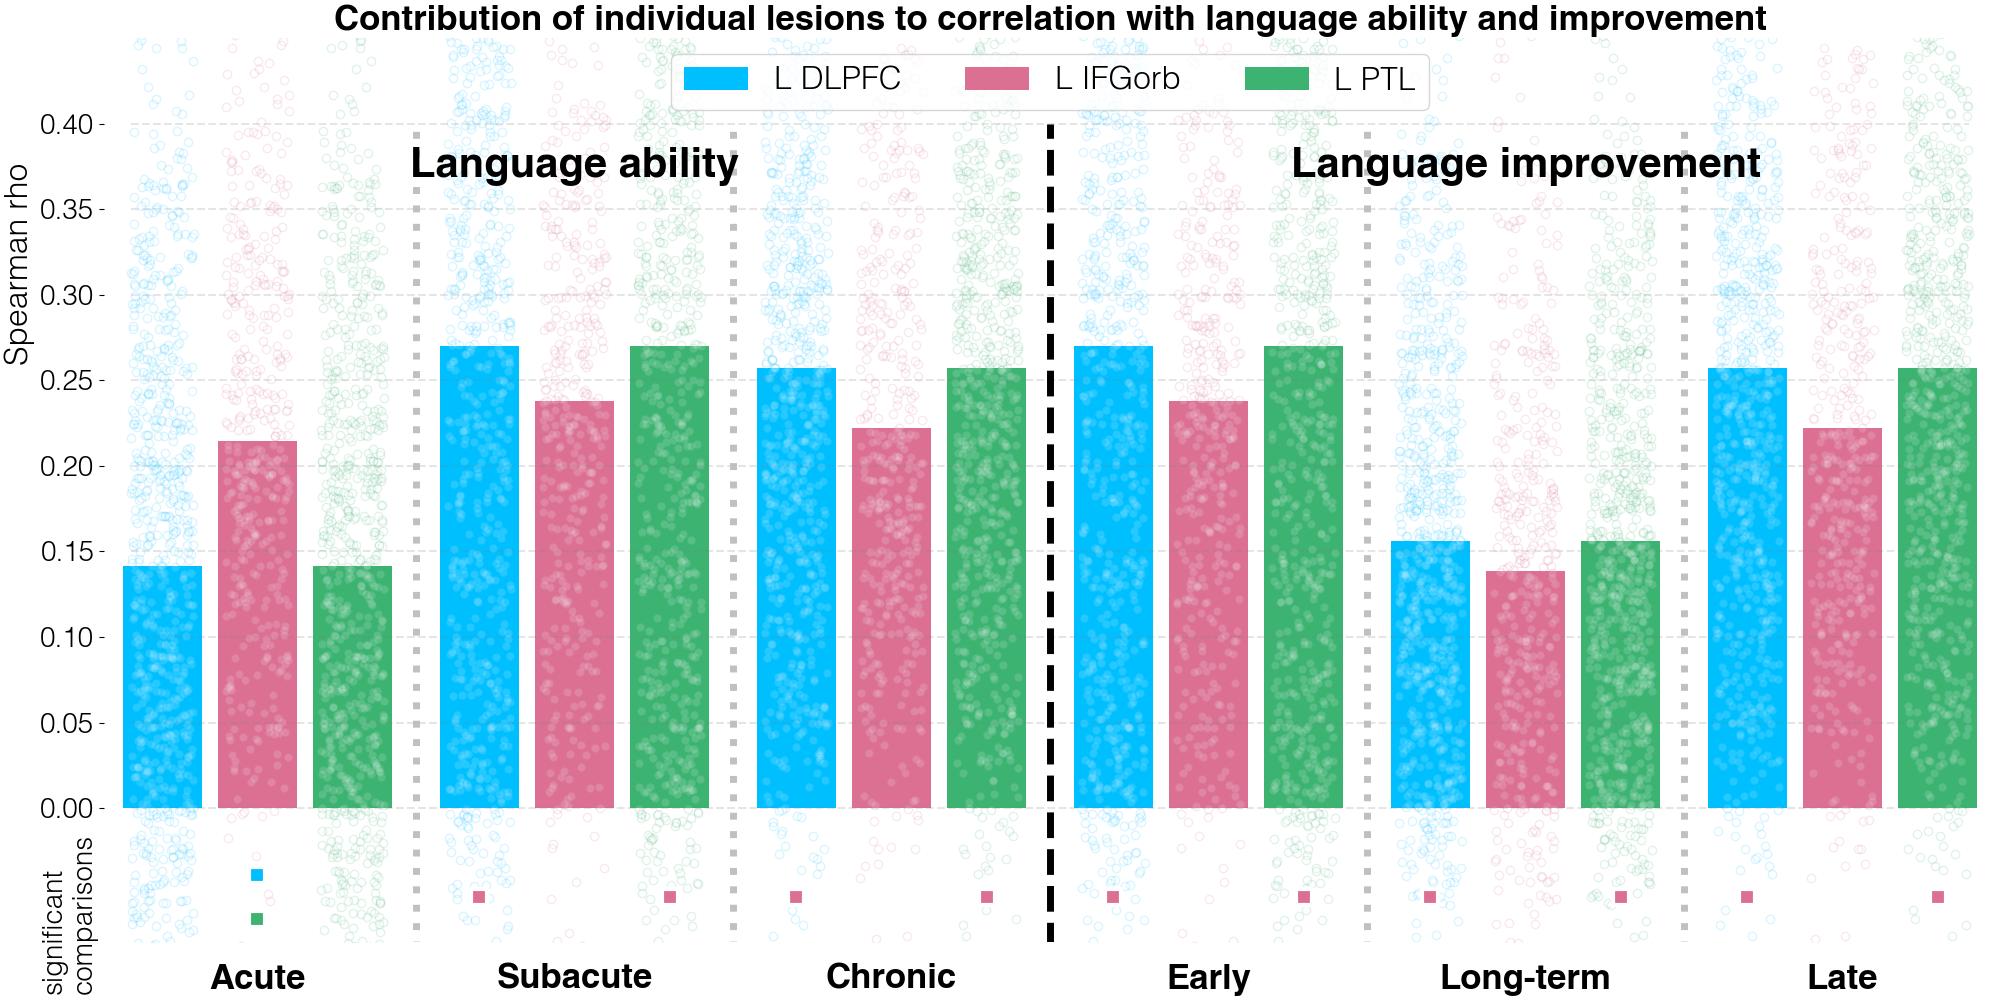 Contribution of individual lesions to correlation with language ability and improvement
L DLPFC
L IFGorb
L PTL
Language ability
Language improvement
Spearman rho
0.40
0.35
0.30
0.25
0.20
0.15
0.10
0.05
0.00
significant
comparisons
Acute
Subacute
Chronic
Early
Long-term
Late